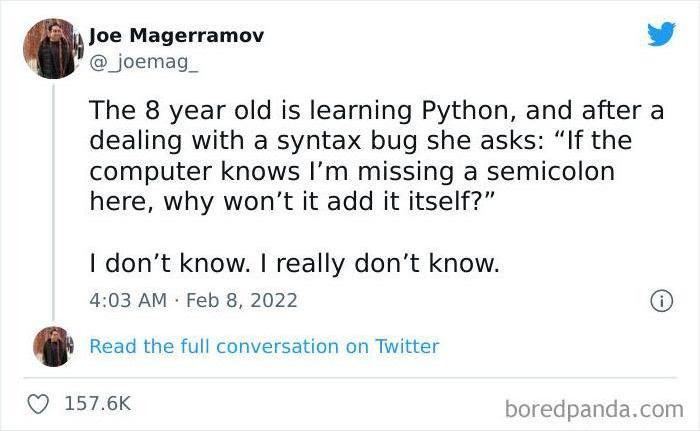 Joe Magerramov
@_joemag_
The 8 year old is learning Python, and after a
dealing with a syntax bug she asks: “If the
computer knows I’m missing a semicolon
here, why won’t it add it itself?”
I don’t know. I really don’t know.
4:03 AM · Feb 8, 2022
Read the full conversation on Twitter
157.6K
boredpanda.com